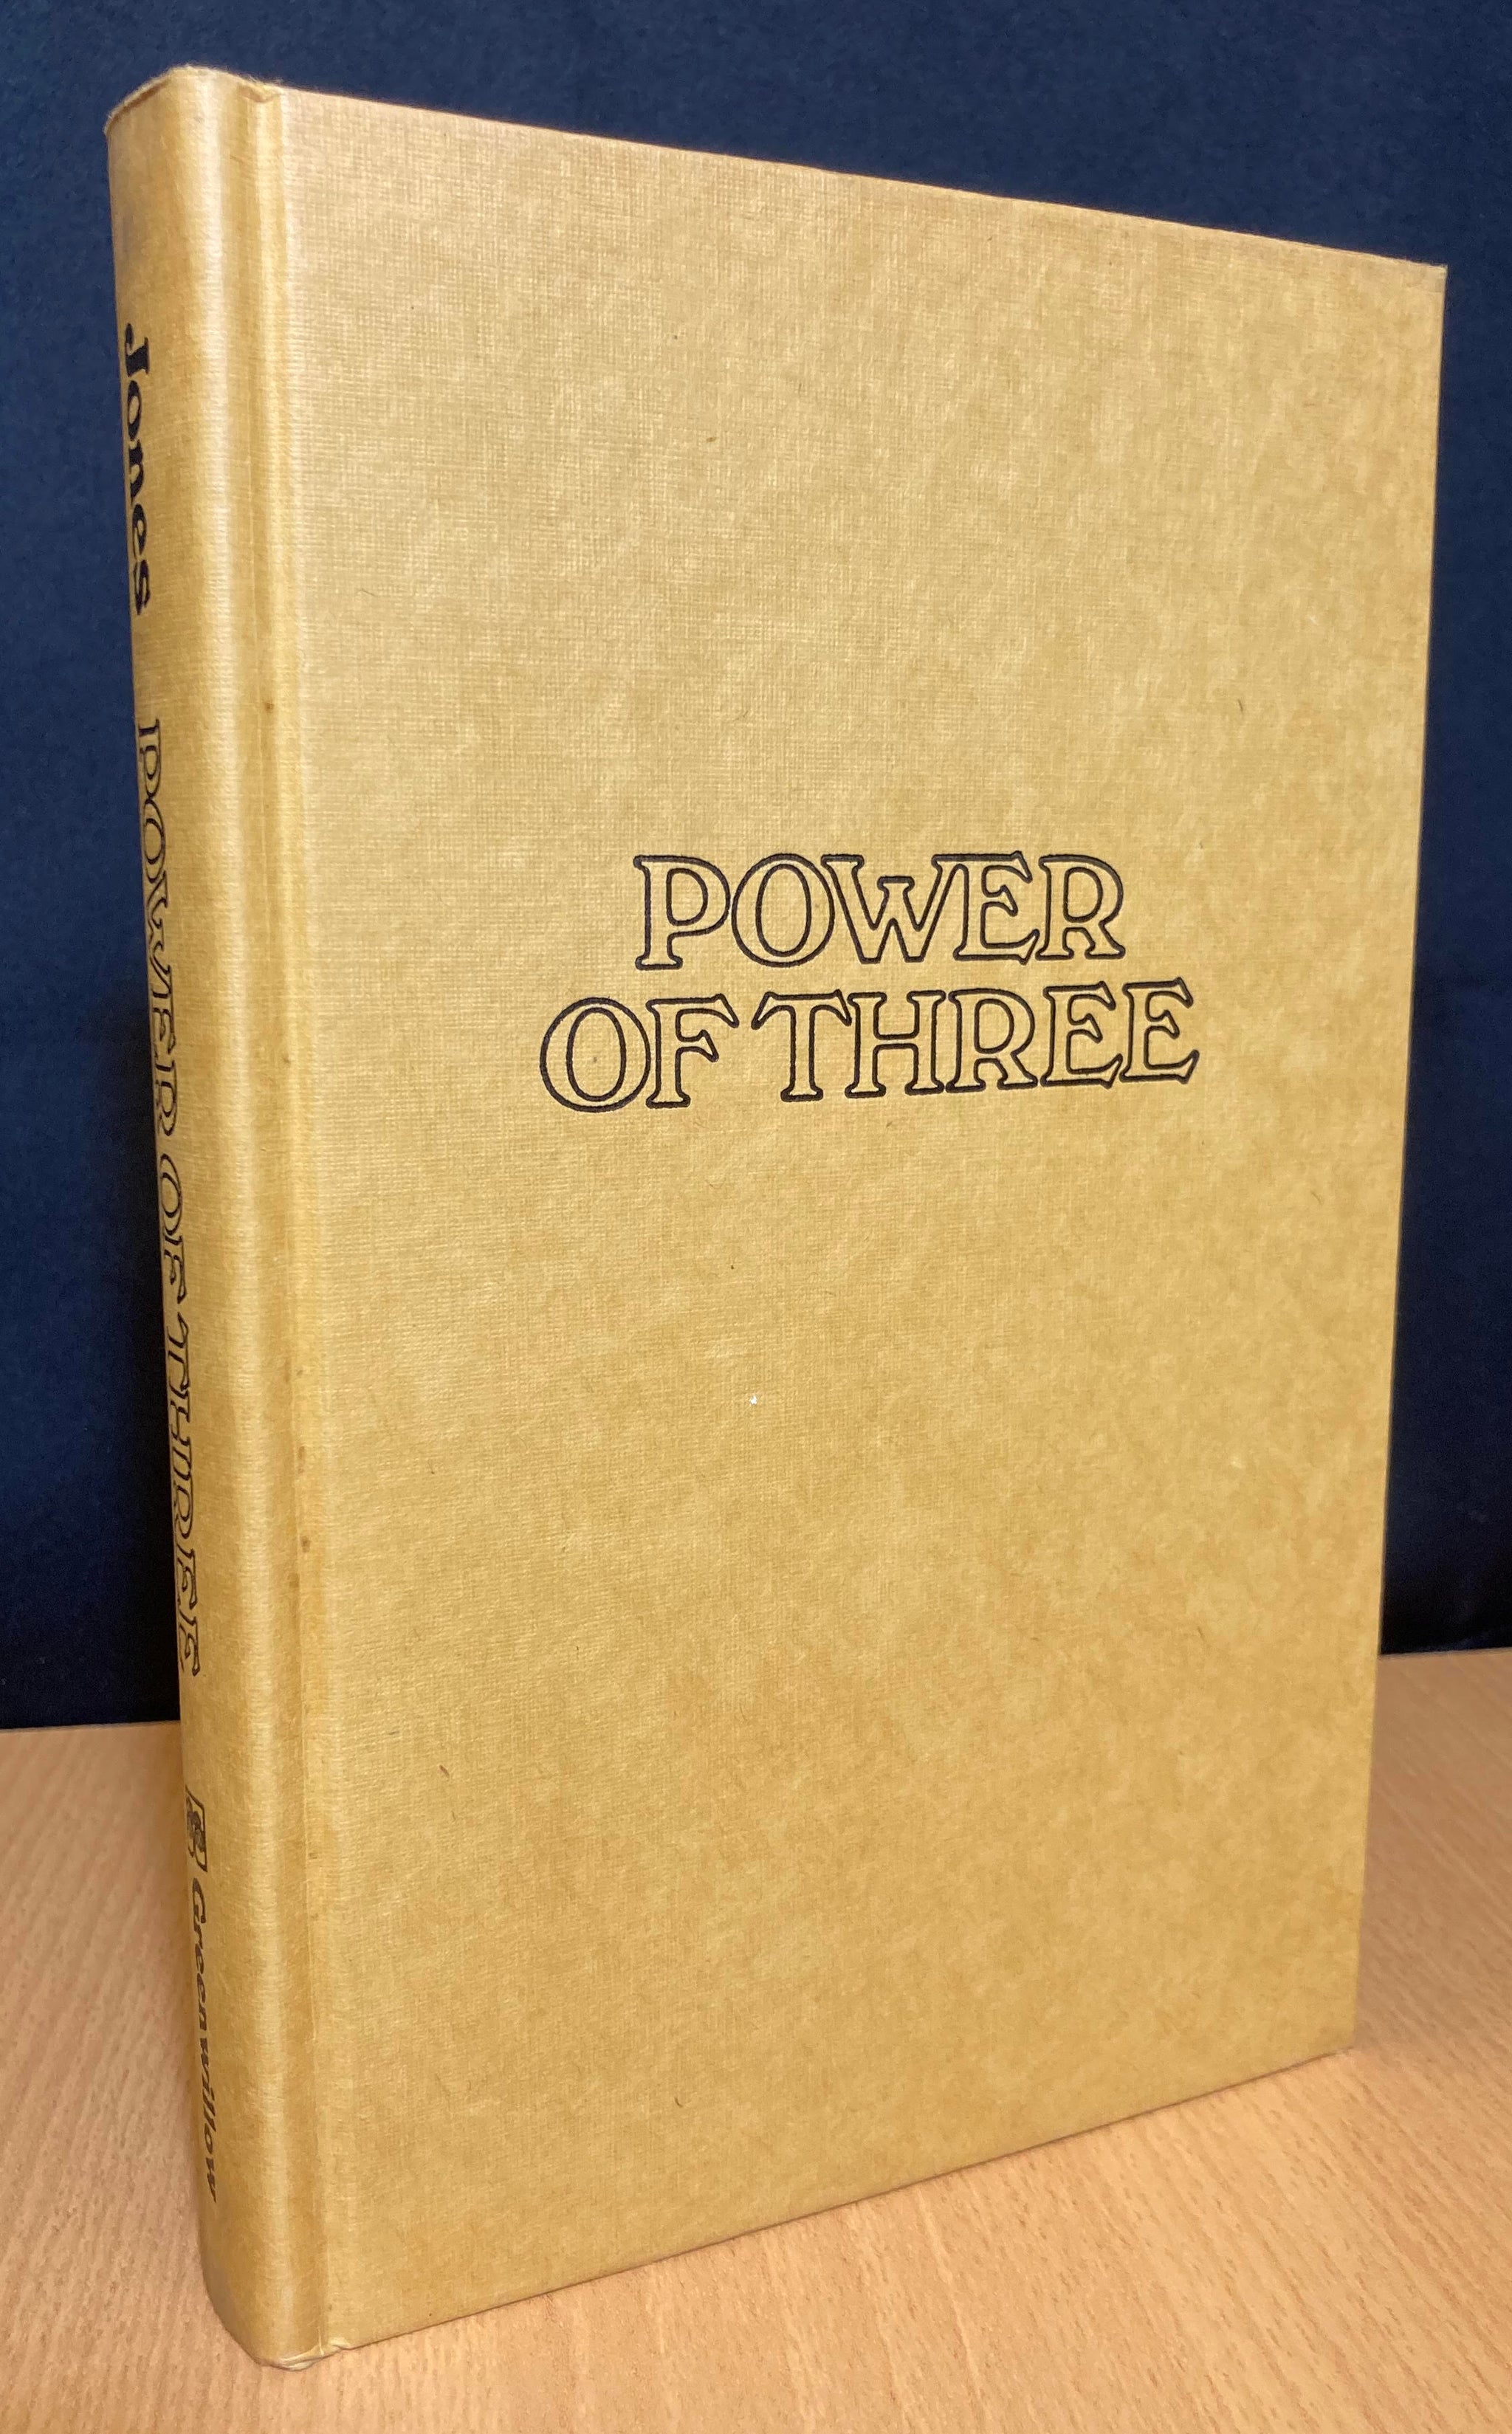 POWER
OF THREE
Jones POWER OF THREE Greenwillow